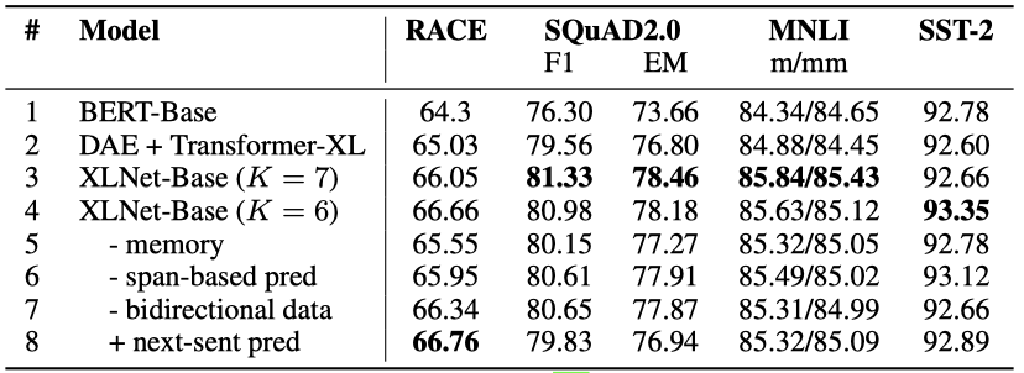 # Model RACE SQuAD2.0 MNLI SST-2
F1 EM m/mm
1 BERT-Base 64.3 76.30 73.66 84.34/84.65 92.78
2 DAE + Transformer-XL 65.03 79.56 76.80 84.88/84.45 92.60
3 XLNet-Base (K = 7) 66.05 81.33 78.46 85.84/85.43 92.66
4 XLNet-Base (K = 6) 66.66 80.98 78.18 85.63/85.12 93.35
5 - memory 65.55 80.15 77.27 85.32/85.05 92.78
6 - span-based pred 65.95 80.61 77.91 85.49/85.02 93.12
7 - bidirectional data 66.34 80.65 77.87 85.31/84.99 92.66
8 + next-sent pred 66.76 79.83 76.94 85.32/85.09 92.89